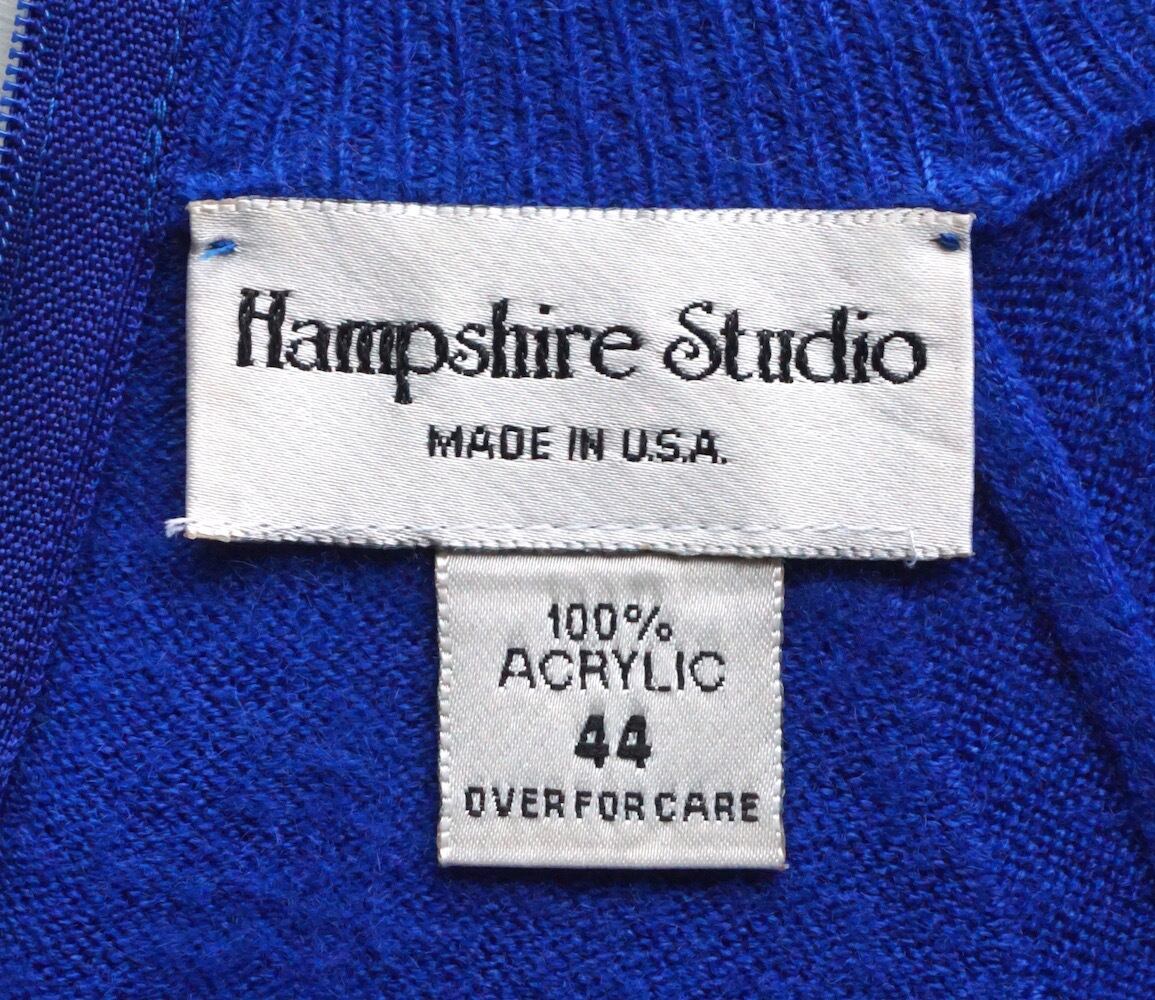 Hampshire Studio
MADE IN U.S.A.
100%
ACRYLIC
44
OVER FOR CARE